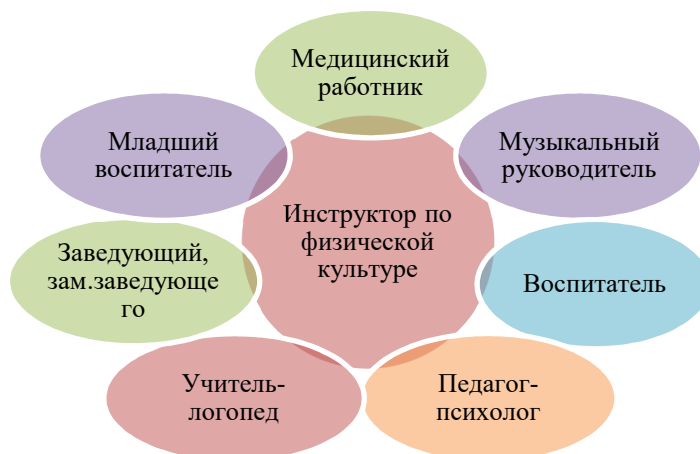 Медицинский
работник
Младший
воспитатель
Музыкальный
руководитель
Инструктор по
физической
культуре
Заведующий,
зам.заведующе
го
Воспитатель
Учитель-
логопед
Педагог-
психолог